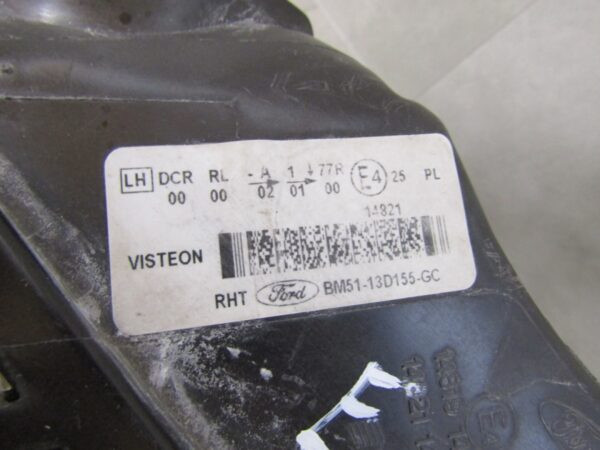 LH DCR RL - A 1 77R E4 25 PL
00 00 02 01 00
14821
VISTEON
RHT Ford BM51-13D155-GC
E4